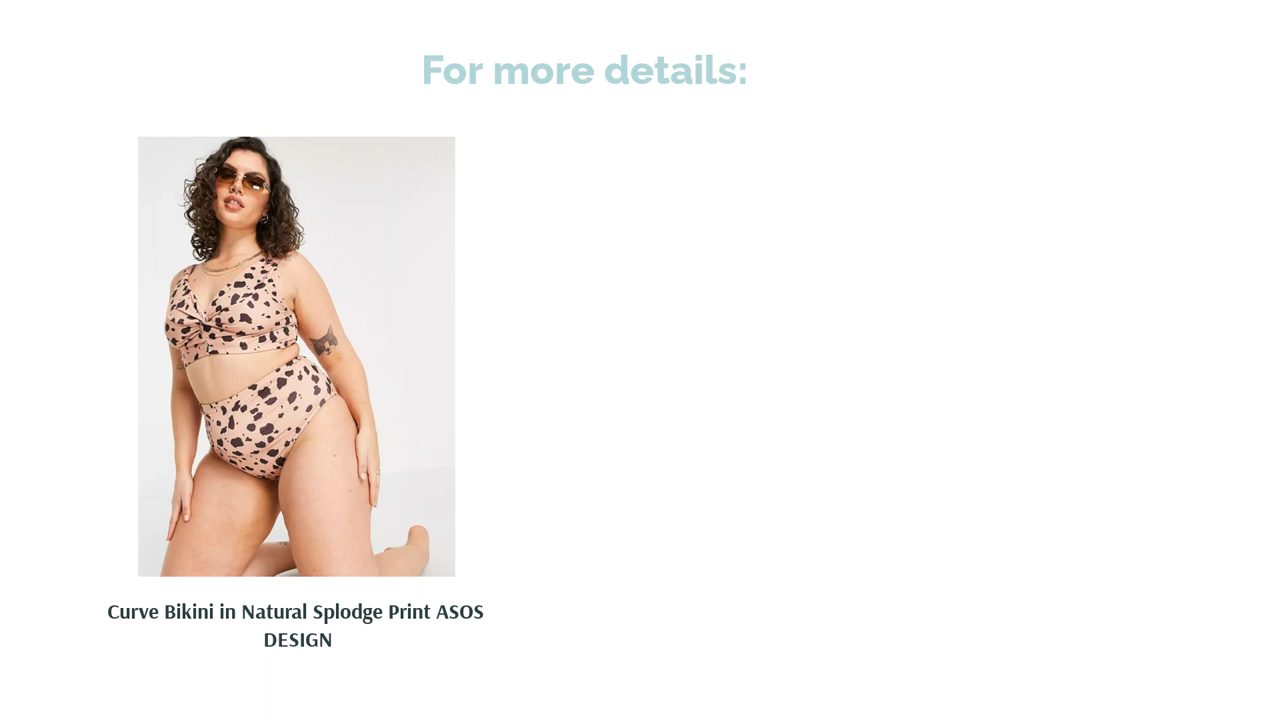 For more details:
Curve Bikini in Natural Splodge Print ASOS
DESIGN